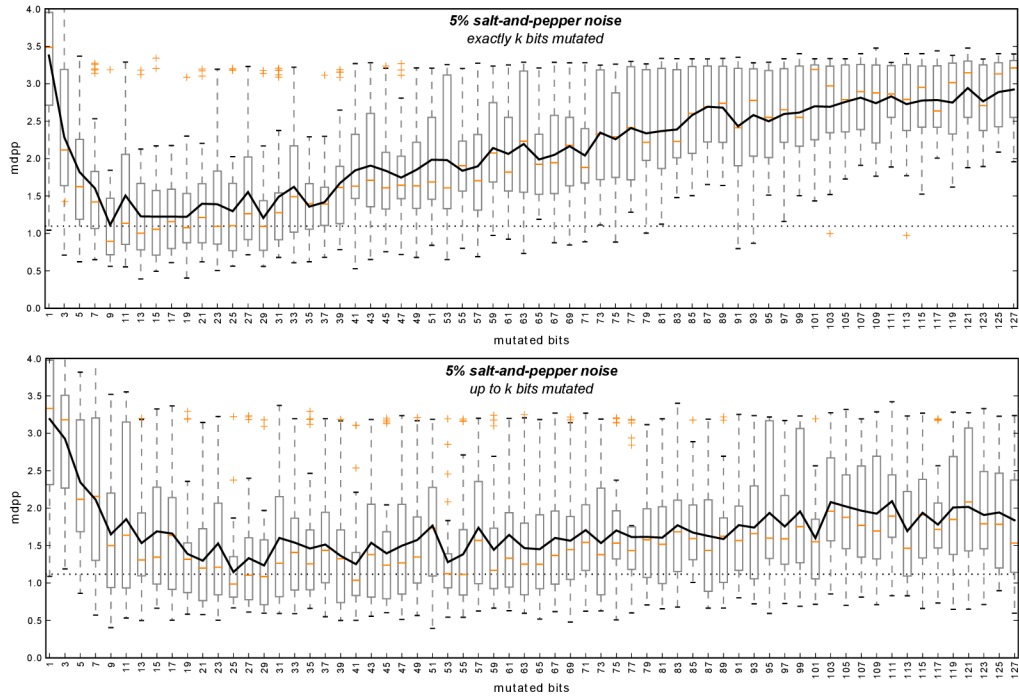 5% salt-and-pepper noise
exactly k bits mutated
mdpp
4.0
3.5
3.0
2.5
2.0
1.5
1.0
0.5
0.0
1 3 5 7 9 11 13 15 17 19 21 23 25 27 29 31 33 35 37 39 41 43 45 47 49 51 53 55 57 59 61 63 65 67 69 71 73 75 77 79 81 83 85 87 89 91 93 95 97 99 101 103 105 107 109 111 113 115 117 119 121 123 125 127
mutated bits
5% salt-and-pepper noise
up to k bits mutated
mdpp
4.0
3.5
3.0
2.5
2.0
1.5
1.0
0.5
0.0
1 3 5 7 9 11 13 15 17 19 21 23 25 27 29 31 33 35 37 39 41 43 45 47 49 51 53 55 57 59 61 63 65 67 69 71 73 75 77 79 81 83 85 87 89 91 93 95 97 99 101 103 105 107 109 111 113 115 117 119 121 123 125 127
mutated bits